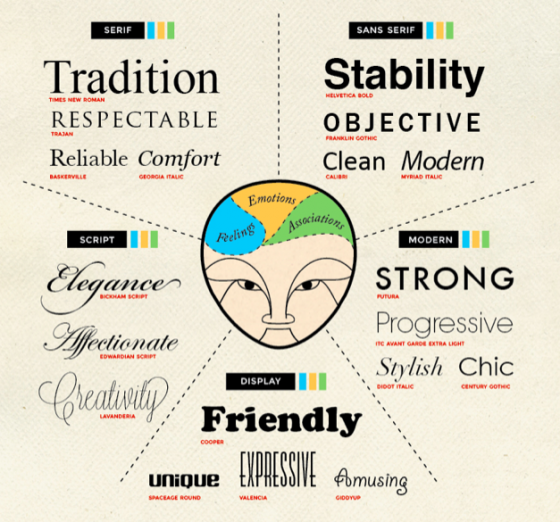 SERIF
Tradition
TIMES NEW ROMAN
RESPECTABLE
TRAJAN
Reliable Comfort
BASKERVILLE GEORGIA ITALIC
SANS SERIF
Stability
HELVETICA BOLD
OBJECTIVE
FRANKLIN GOTHIC
Clean Modern
CALIBRI MYRIAD ITALIC
Emotions
Feelings
Associations
SCRIPT
Elegance
BICKHAM SCRIPT
Affectionate
EDWARDIAN SCRIPT
Creativity
LAVANDERIA
MODERN
STRONG
FUTURA
Progressive
ITC AVANT GARDE EXTRA LIGHT
Stylish Chic
DIDOT ITALIC CENTURY GOTHIC
DISPLAY
Friendly
COOPER
unique EXPRESSIVE Amusing
SPACEAGE ROUND VALENCIA GIDDYUP